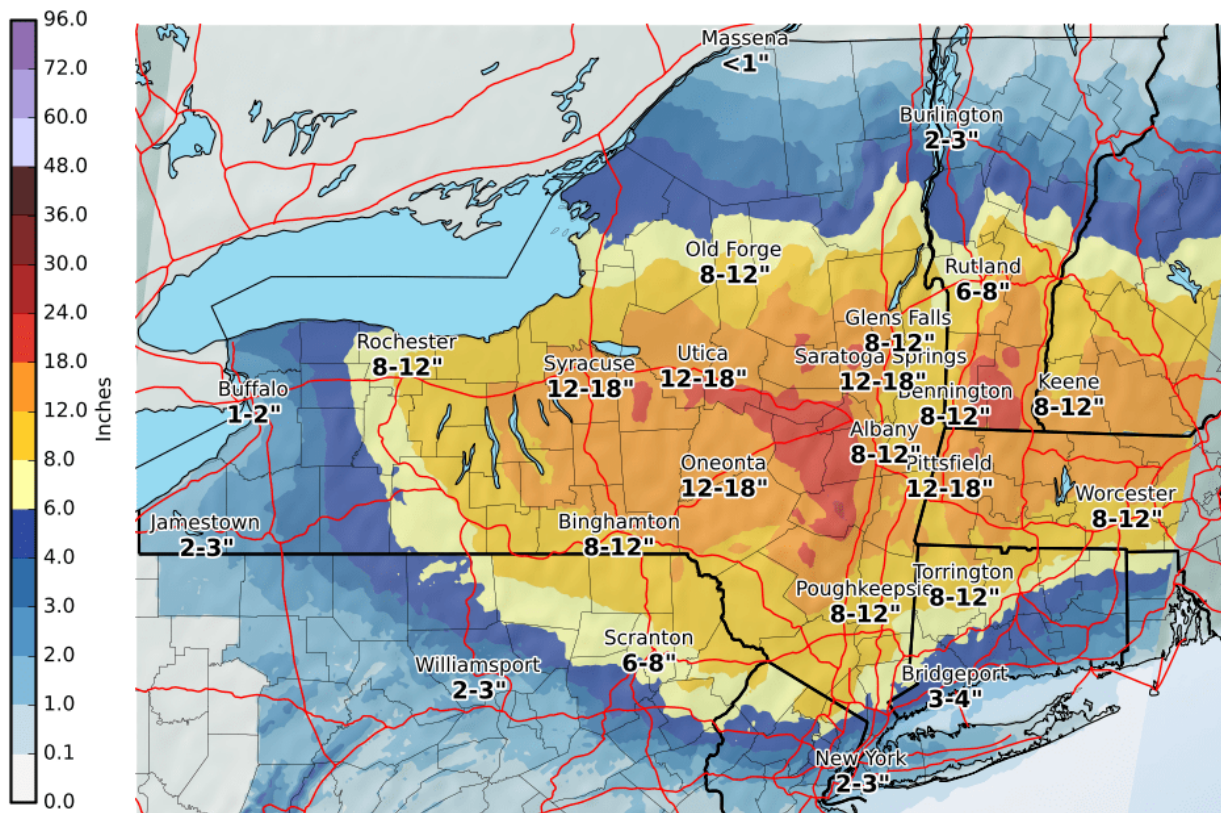 96.0
72.0
60.0
48.0
36.0
30.0
24.0
18.0
12.0
8.0
6.0
4.0
3.0
2.0
1.0
0.1
0.0
Inches
Massena
<1"
Burlington
2-3"
Old Forge
8-12"
Rutland
6-8"
Glens Falls
8-12"
Rochester
8-12"
Syracuse
12-18"
Utica
12-18"
Saratoga Springs
12-18"
Buffalo
1-2"
Bennington
8-12"
Keene
8-12"
Albany
8-12"
Oneonta
12-18"
Pittsfield
12-18"
Worcester
8-12"
Jamestown
2-3"
Binghamton
8-12"
Poughkeepsie
8-12"
Torrington
8-12"
Scranton
6-8"
Williamsport
2-3"
Bridgeport
3-4"
New York
2-3"